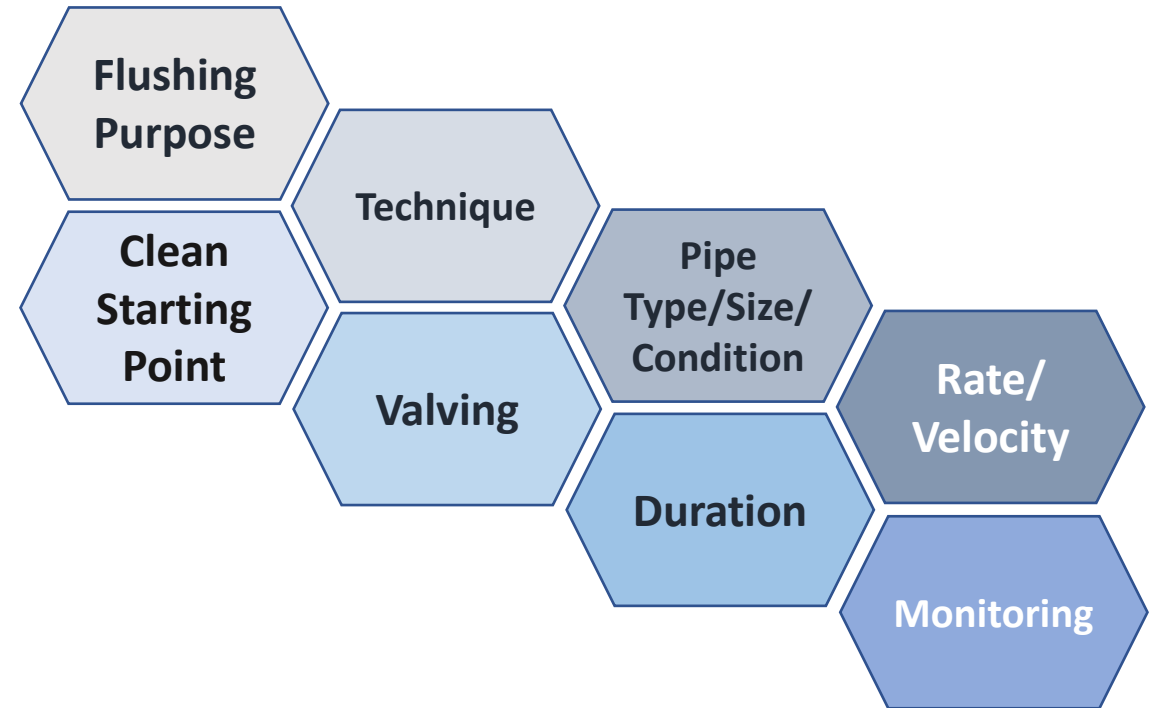 Flushing
Purpose
Technique
Clean
Starting
Point
Pipe
Type/Size/
Condition
Valving
Rate/
Velocity
Duration
Monitoring